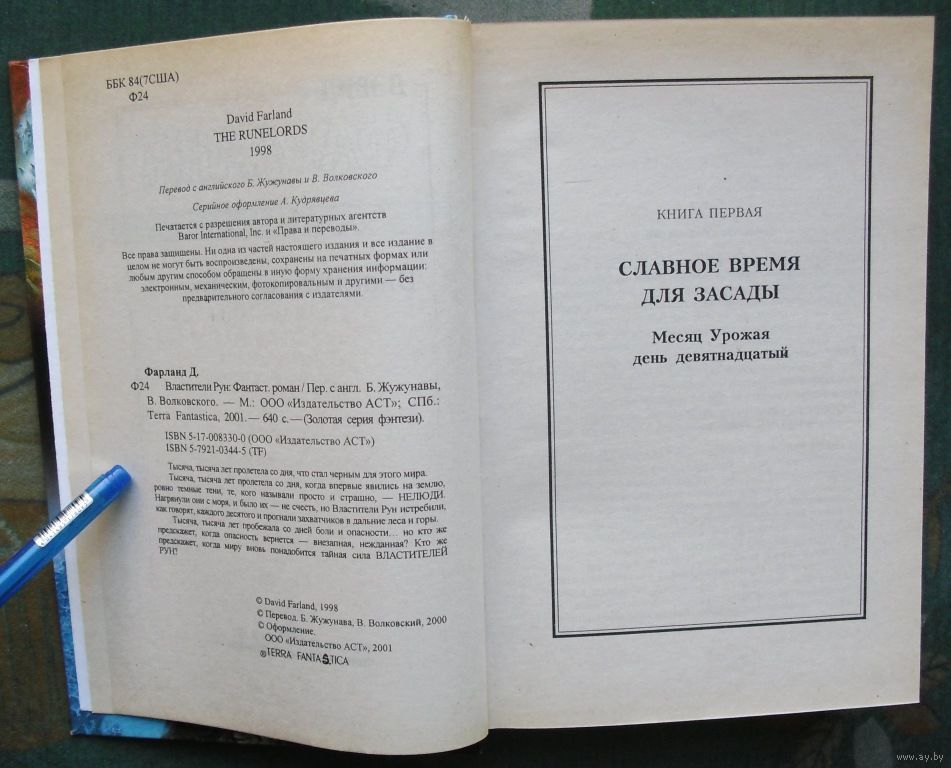 ББК 84(7США)
Ф24
David Farland
THE RUNELORDS
1998
Перевод с английского Б. Жужунавы и В. Волковского
Серийное оформление А. Кудрявцева
Печатается с разрешения автора и литературных агентств
Baror International, Inc. и «Права и переводы».
Все права защищены. Ни одна из частей настоящего издания и все издание в
целом не могут быть воспроизведены, сохранены на печатных формах или
любым другим способом обращены в иную форму хранения информации:
электронным, механическим, фотокопировальным и другими — без
предварительного согласования с издателями.
Фарланд Д.
Ф24 Властители Рун: Фантаст. роман / Пер. с англ. Б. Жужунавы,
В. Волковского. — М.: ООО «Издательство АСТ»; СПб.:
Terra Fantastica, 2001. — 640 с. — (Золотая серия фэнтези).
ISBN 5-17-008330-0 (ООО «Издательство АСТ»)
ISBN 5-7921-0344-5 (TF)
Тысяча, тысяча лет пролетела со дня, что стал черным для этого мира.
Тысяча, тысяча лет пролетела со дня, когда впервые явились на землю,
ровно темные тени, те, кого называли просто и страшно, — НЕЛЮДИ.
Нагрянули они с моря, и было их — не счесть, но Властители Рун истребили,
как говорят, каждого десятого и прогнали захватчиков в дальние леса и горы.
Тысяча, тысяча лет пробежала со дней боли и опасности... но кто же
предскажет, когда опасность вернется — внезапная, нежданная? Кто же
предскажет, когда миру вновь понадобится тайная сила ВЛАСТИТЕЛЕЙ
РУН!
© David Farland, 1998
© Перевод. Б. Жужунава, В. Волковский, 2000
© Оформление.
ООО «Издательство АСТ», 2001
® TERRA FANTASTICA
КНИГА ПЕРВАЯ
СЛАВНОЕ ВРЕМЯ
ДЛЯ ЗАСАДЫ
Месяц Урожая
день девятнадцатый
www.ay.by